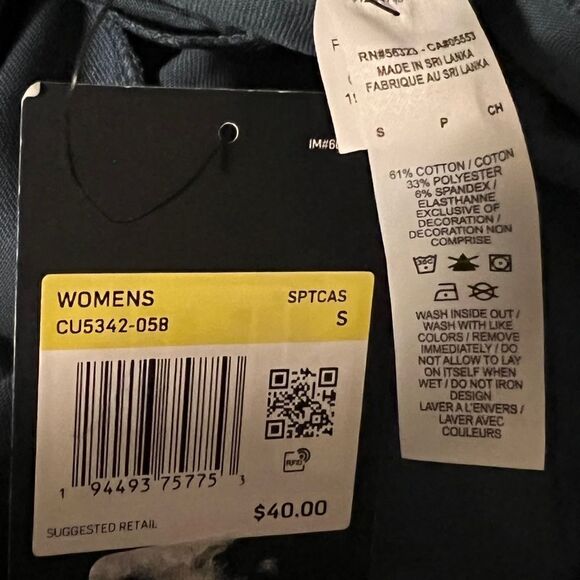 RN#56323 - CA#05553
MADE IN SRI LANKA
FABRIQUE AU SRI LANKA
S P CH
61% COTTON / COTON
33% POLYESTER
6% SPANDEX /
ELASTHANNE
EXCLUSIVE OF
DECORATION /
DECORATION NON
COMPRISE
WASH INSIDE OUT /
WASH WITH LIKE
COLORS / REMOVE
IMMEDIATELY / DO
NOT ALLOW TO LAY
ON ITSELF WHEN
WET / DO NOT IRON
DESIGN
LAVER A L'ENVERS /
LAVER AVEC
COULEURS
WOMENS SPTCAS
CU5342-058 S
1 94493 75775 3
RFID
SUGGESTED RETAIL $40.00